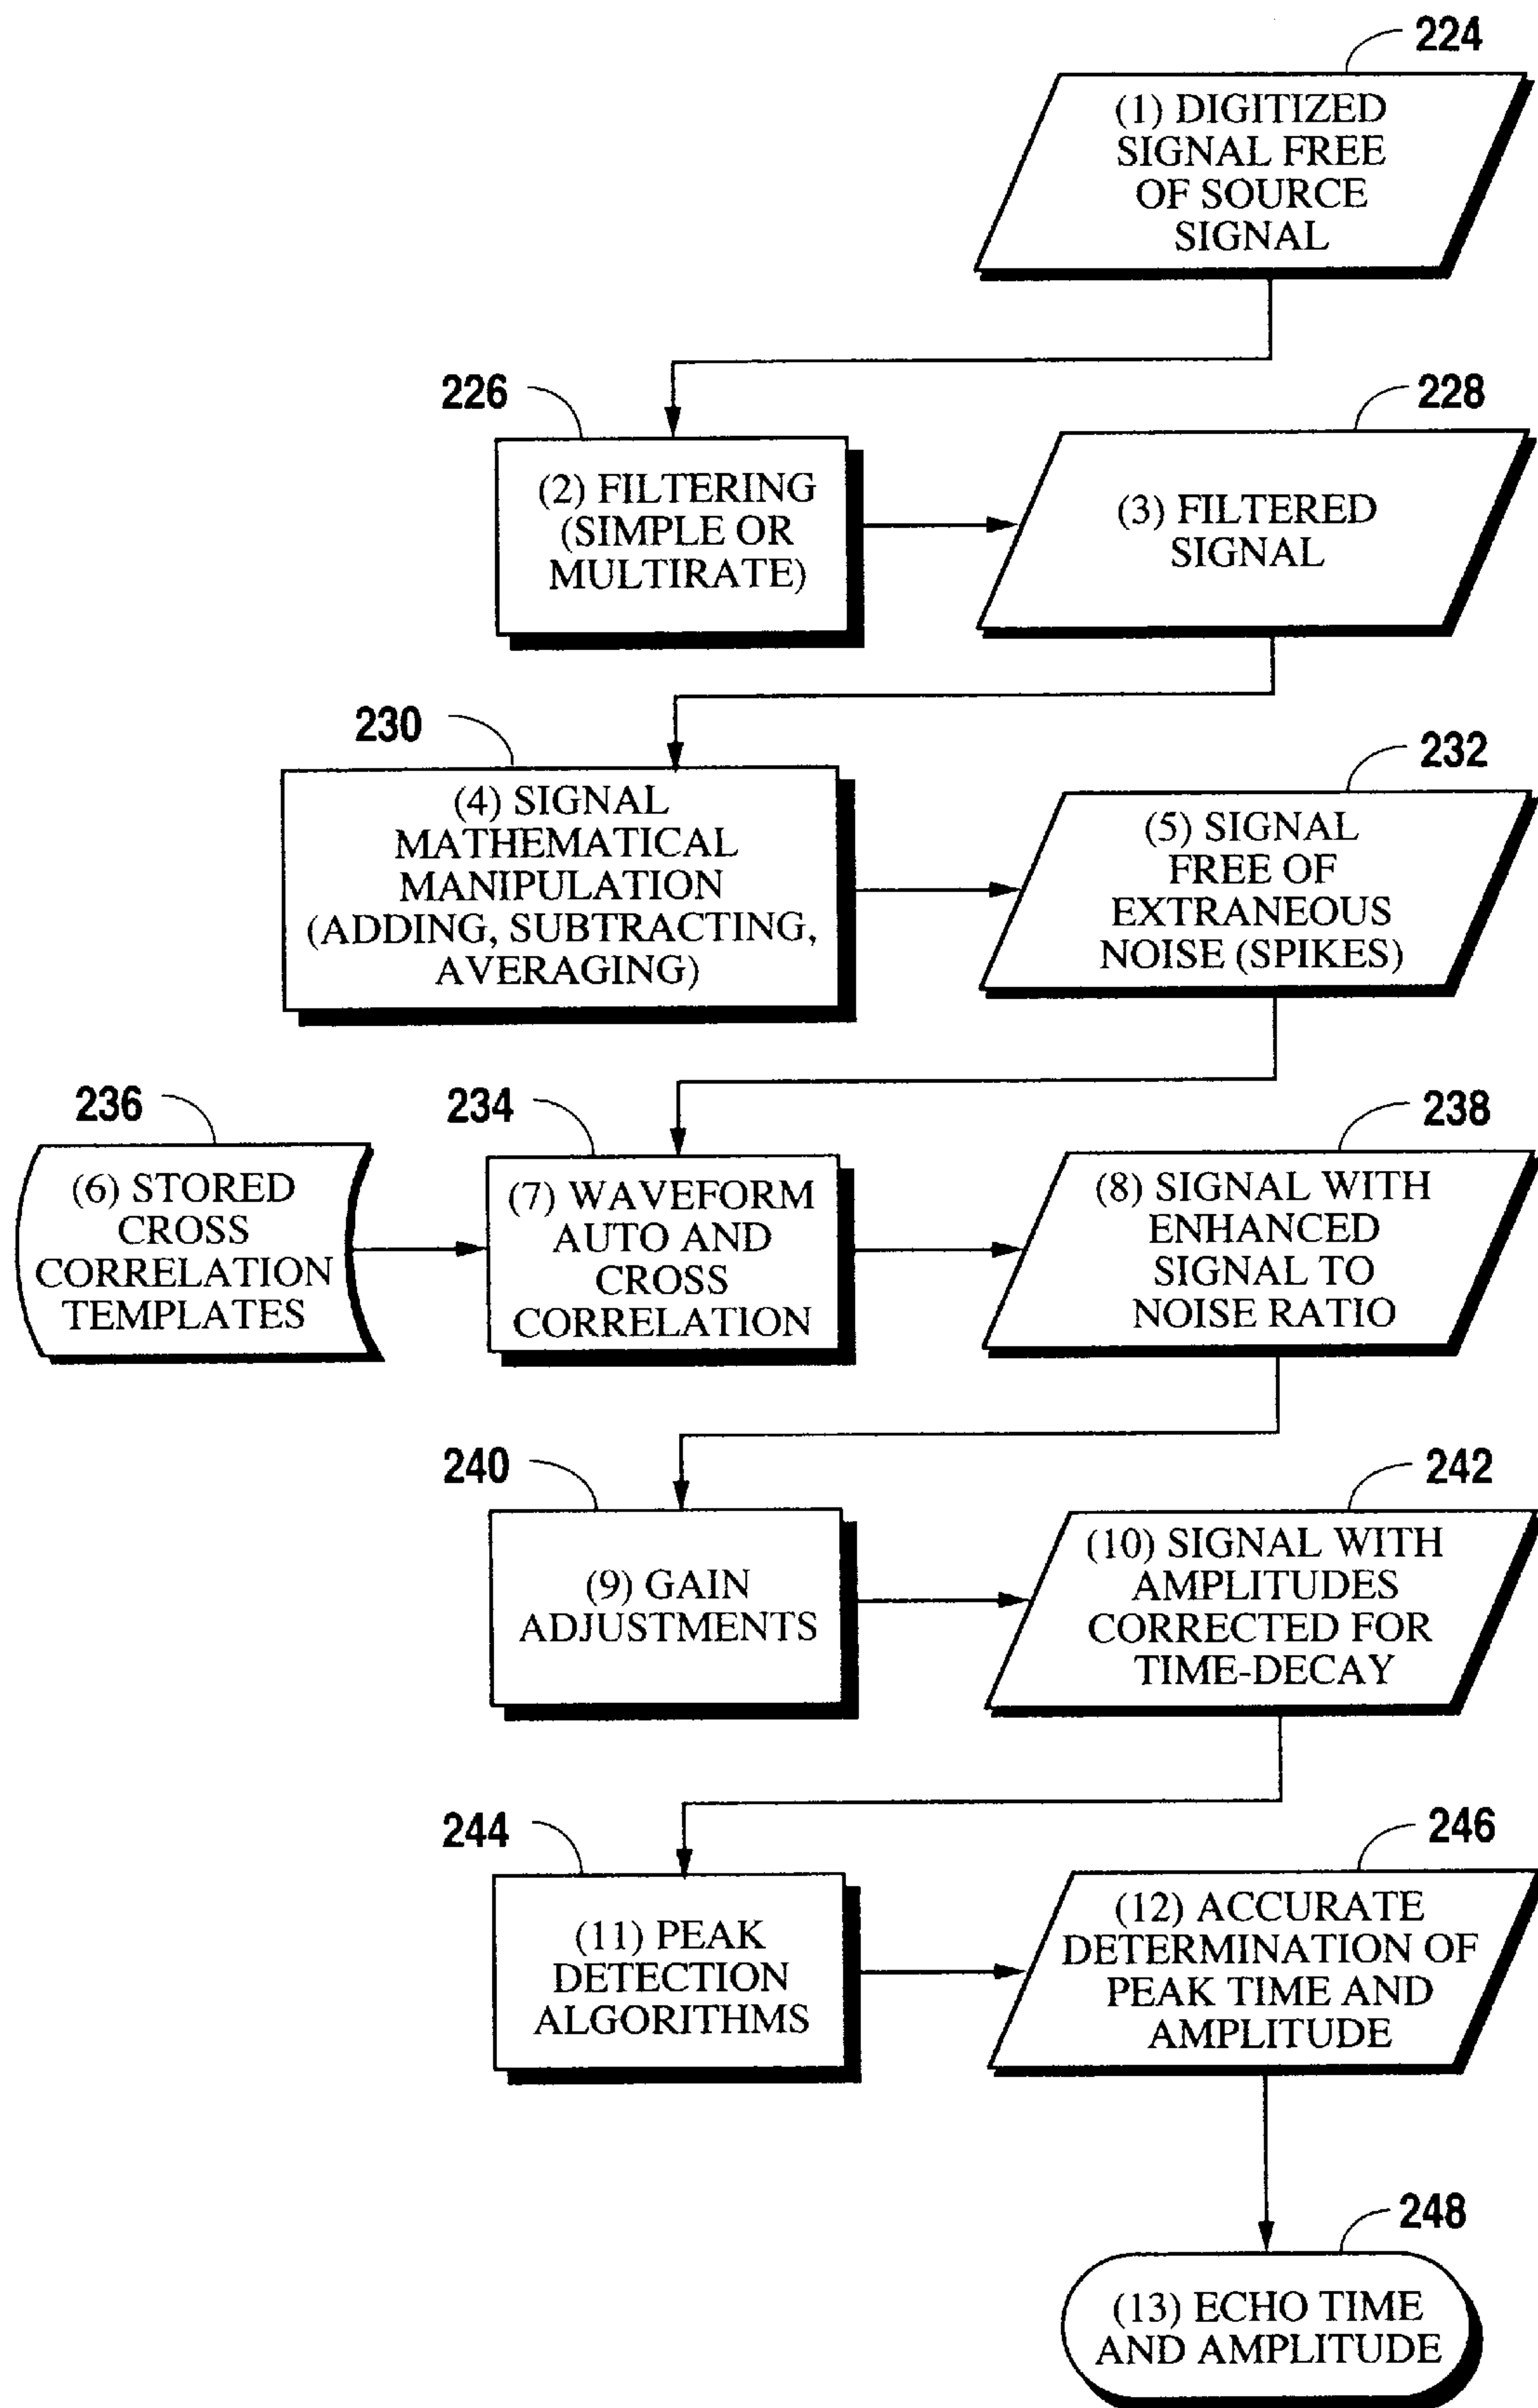 224
(1) DIGITIZED
SIGNAL FREE
OF SOURCE
SIGNAL
226
(2) FILTERING
(SIMPLE OR
MULTIRATE)
228
(3) FILTERED
SIGNAL
230
(4) SIGNAL
MATHEMATICAL
MANIPULATION
(ADDING, SUBTRACTING,
AVERAGING)
232
(5) SIGNAL
FREE OF
EXTRANEOUS
NOISE (SPIKES)
236
(6) STORED
CROSS
CORRELATION
TEMPLATES
234
(7) WAVEFORM
AUTO AND
CROSS
CORRELATION
238
(8) SIGNAL WITH
ENHANCED
SIGNAL TO
NOISE RATIO
240
(9) GAIN
ADJUSTMENTS
242
(10) SIGNAL WITH
AMPLITUDES
CORRECTED FOR
TIME-DECAY
244
(11) PEAK
DETECTION
ALGORITHMS
246
(12) ACCURATE
DETERMINATION OF
PEAK TIME AND
AMPLITUDE
248
(13) ECHO TIME
AND AMPLITUDE